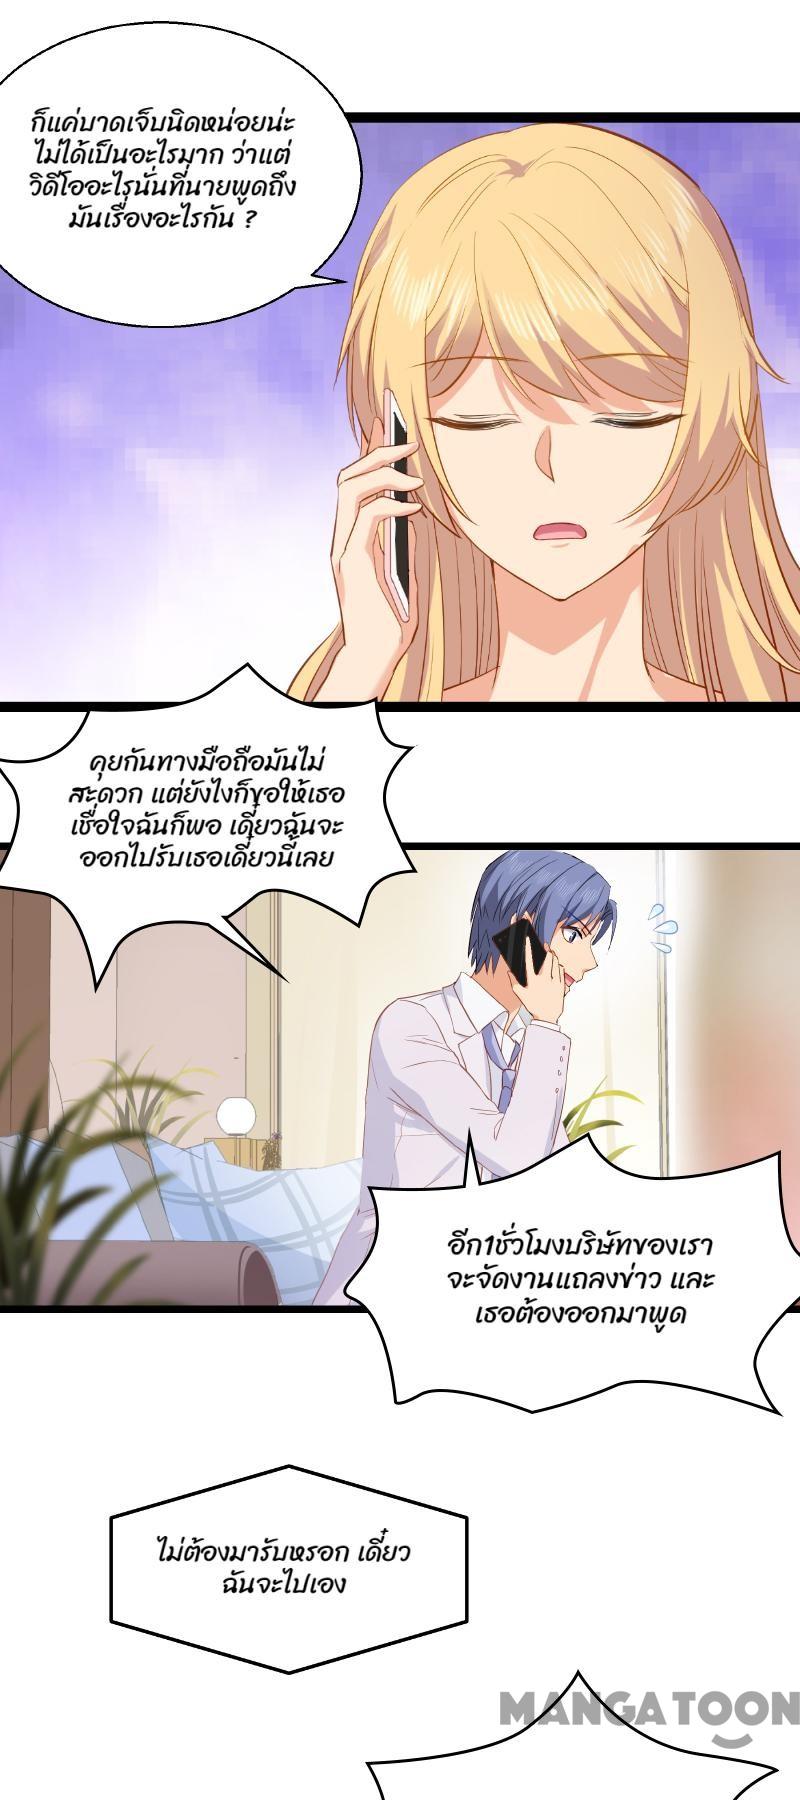 ก็แค่บาดเจ็บนิดหน่อยน่ะ
ไม่ได้เป็นอะไรมาก ว่าแต่
วิดีโออะไรนั่นที่นายพูดถึง
มันเรื่องอะไรกัน ?
คุยกันทางมือถือมันไม่
สะดวก แต่ยังไงก็ขอให้เธอ
เชื่อใจฉันก็พอ เดี๋ยวฉันจะ
ออกไปรับเธอเดี๋ยวนี้เลย
อีก1ชั่วโมงบริษัทของเรา
จะจัดงานแถลงข่าว และ
เธอต้องออกมาพูด
ไม่ต้องมารับหรอก เดี๋ยว
ฉันจะไปเอง
MANGATOON